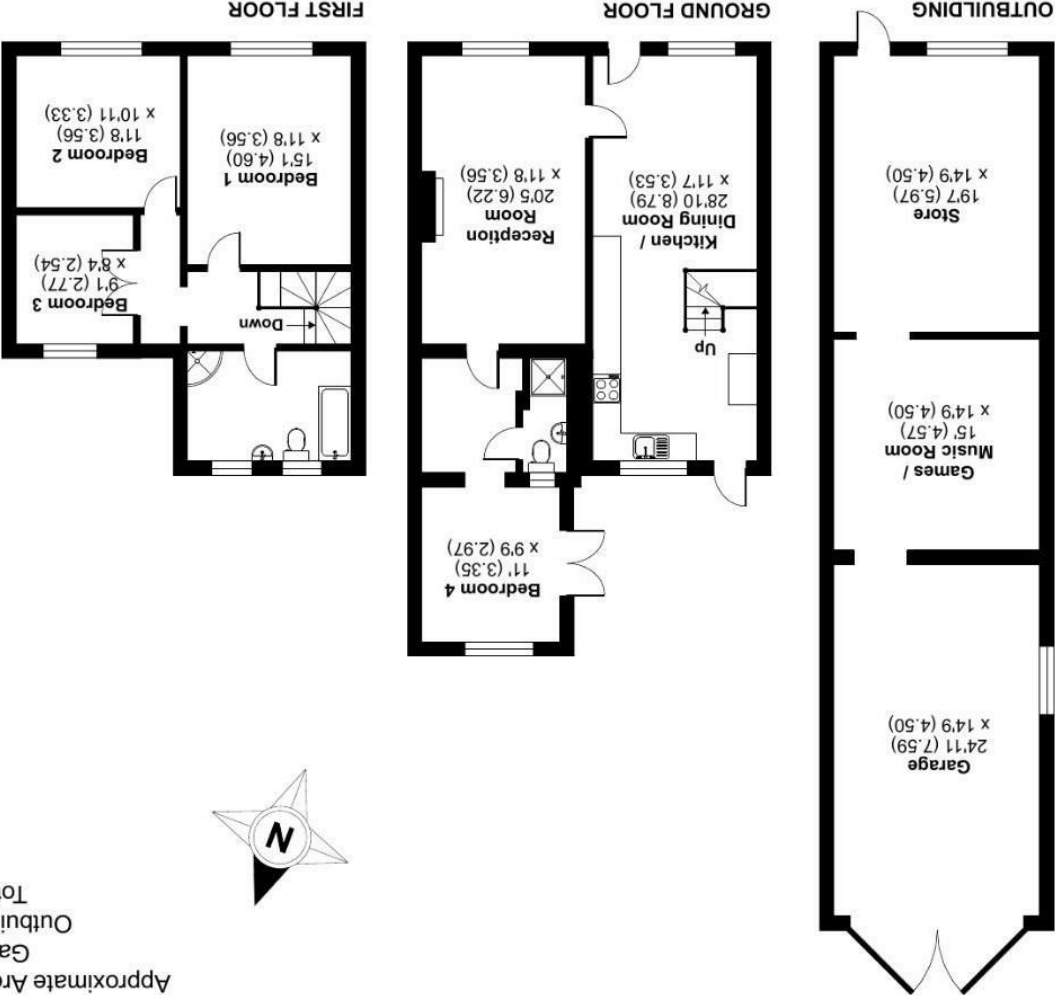 Approximate Are
Ga
Outbuil
Tot
N
Garage
24'11 (7.59)
x 14'9 (4.50)
Games /
Music Room
15' (4.57)
x 14'9 (4.50)
Store
19'7 (5.97)
x 14'9 (4.50)
OUTBUILDING
Bedroom 4
11' (3.35)
x 9'9 (2.97)
Up
Kitchen /
Dining Room
28'10 (8.79)
x 11'7 (3.53)
Reception
Room
20'5 (6.22)
x 11'8 (3.56)
GROUND FLOOR
Down
Bedroom 3
9'1 (2.77)
x 8'4 (2.54)
Bedroom 1
15'1 (4.60)
x 11'8 (3.56)
Bedroom 2
11'8 (3.56)
x 10'11 (3.33)
FIRST FLOOR